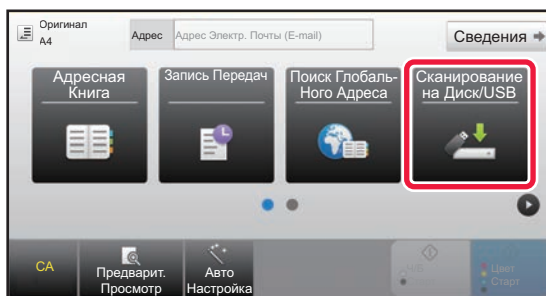 Оригинал
A4
Адрес
Адрес Электр. Почты (E-mail)
Сведения
Адресная
Книга
Запись Передач
Поиск Глобаль-
Ного Адреса
Сканирование
на Диск/USB
CA
Предварит.
Просмотр
Авто
Настройка
Ч/Б
Цвет
Старт